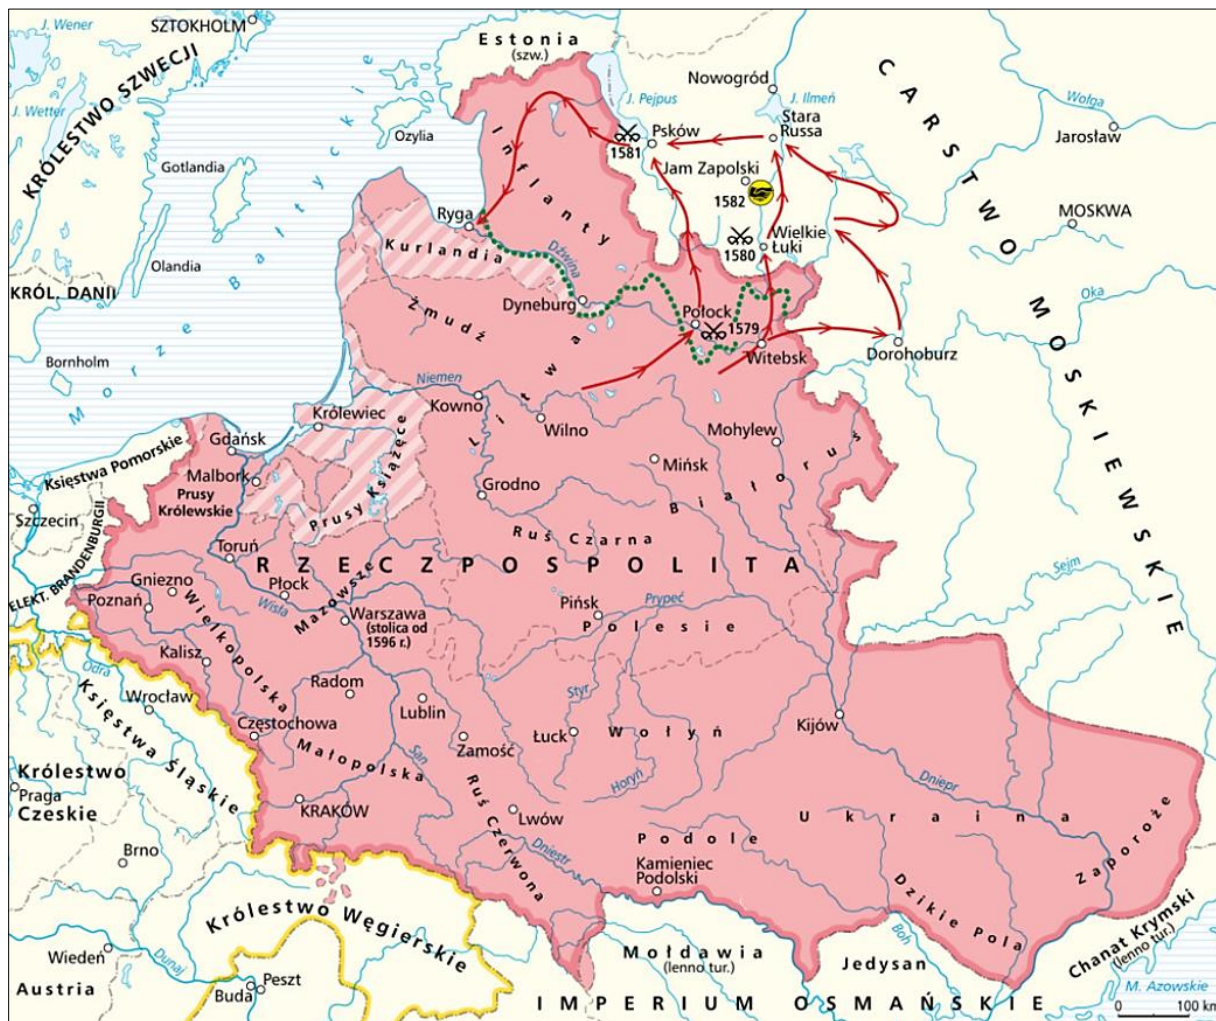 J. Wener
SZTOKHOLM
KRÓLESTWO SZWECJI
J. Wetter
Estonia
(szw.)
Nowogród
J. Pejpus
J. Ilmeń
CARSTWO MOSKIEWSKIE
Wołga
Jarosław
Ozylia
Gotlandia
Psków
1581
Stara
Russa
Jam Zapolski
1582
MOSKWA
Inflanty
Ryga
Wielkie
Łuki
1580
Kurlandia
Dźwina
Olandia
KRÓL. DANII
Morze Bałtyckie
Oka
Dyneburg
Żmudź
Połock
1579
Witebsk
Dorohoburz
Bornholm
Niemen
Kowno
Litwa
Wilno
Królewiec
Mohylew
Gdańsk
Księstwa Pomorskie
Malbork
Prusy
Królewskie
Prusy Książęce
Mińsk
Białoruś
Grodno
Szczecin
ELEKT. BRANDENBURGII
Ruś Czarna
Toruń
RZECZPOSPOLITA
Sejm
Gniezno
Płock
Mazowsze
Poznań
Wisła
Warszawa
(stolica od
1596 r.)
Pińsk
Prypeć
Polesie
Wielkopolska
Kalisz
Odra
Wrocław
Radom
Lublin
Styr
Księstwa Śląskie
Częstochowa
Zamość
Łuck
Wołyń
Kijów
Małopolska
San
Królestwo
Czeskie
Praga
Horyń
Dniepr
KRAKÓW
Ruś Czerwona
Lwów
Ukraina
Zaporoże
Brno
Dniestr
Podole
Kamieniec
Podolski
Dzikie Pola
Królestwo Węgierskie
Wiedeń
Dunaj
Mołdawia
(lenno tur.)
Boh
Jedysan
Chanat Krymski
(lenno tur.)
Austria
Buda
Peszt
IMPERIUM OSMAŃSKIE
M. Azowskie
0 100 km